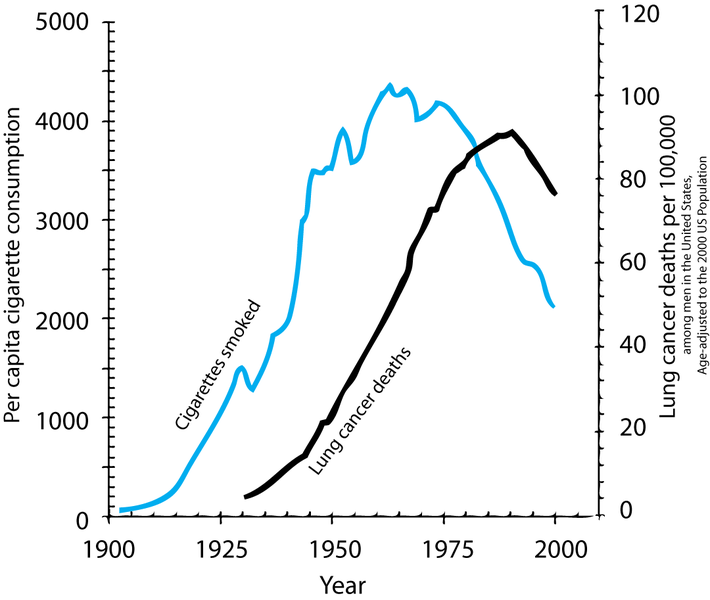 Per capita cigarette consumption
5000
4000
3000
2000
1000
0
Cigarettes smoked
Lung cancer deaths
120
100
80
60
40
20
0
Lung cancer deaths per 100,000
among men in the United States,
Age-adjusted to the 2000 US Population
1900 1925 1950 1975 2000
Year